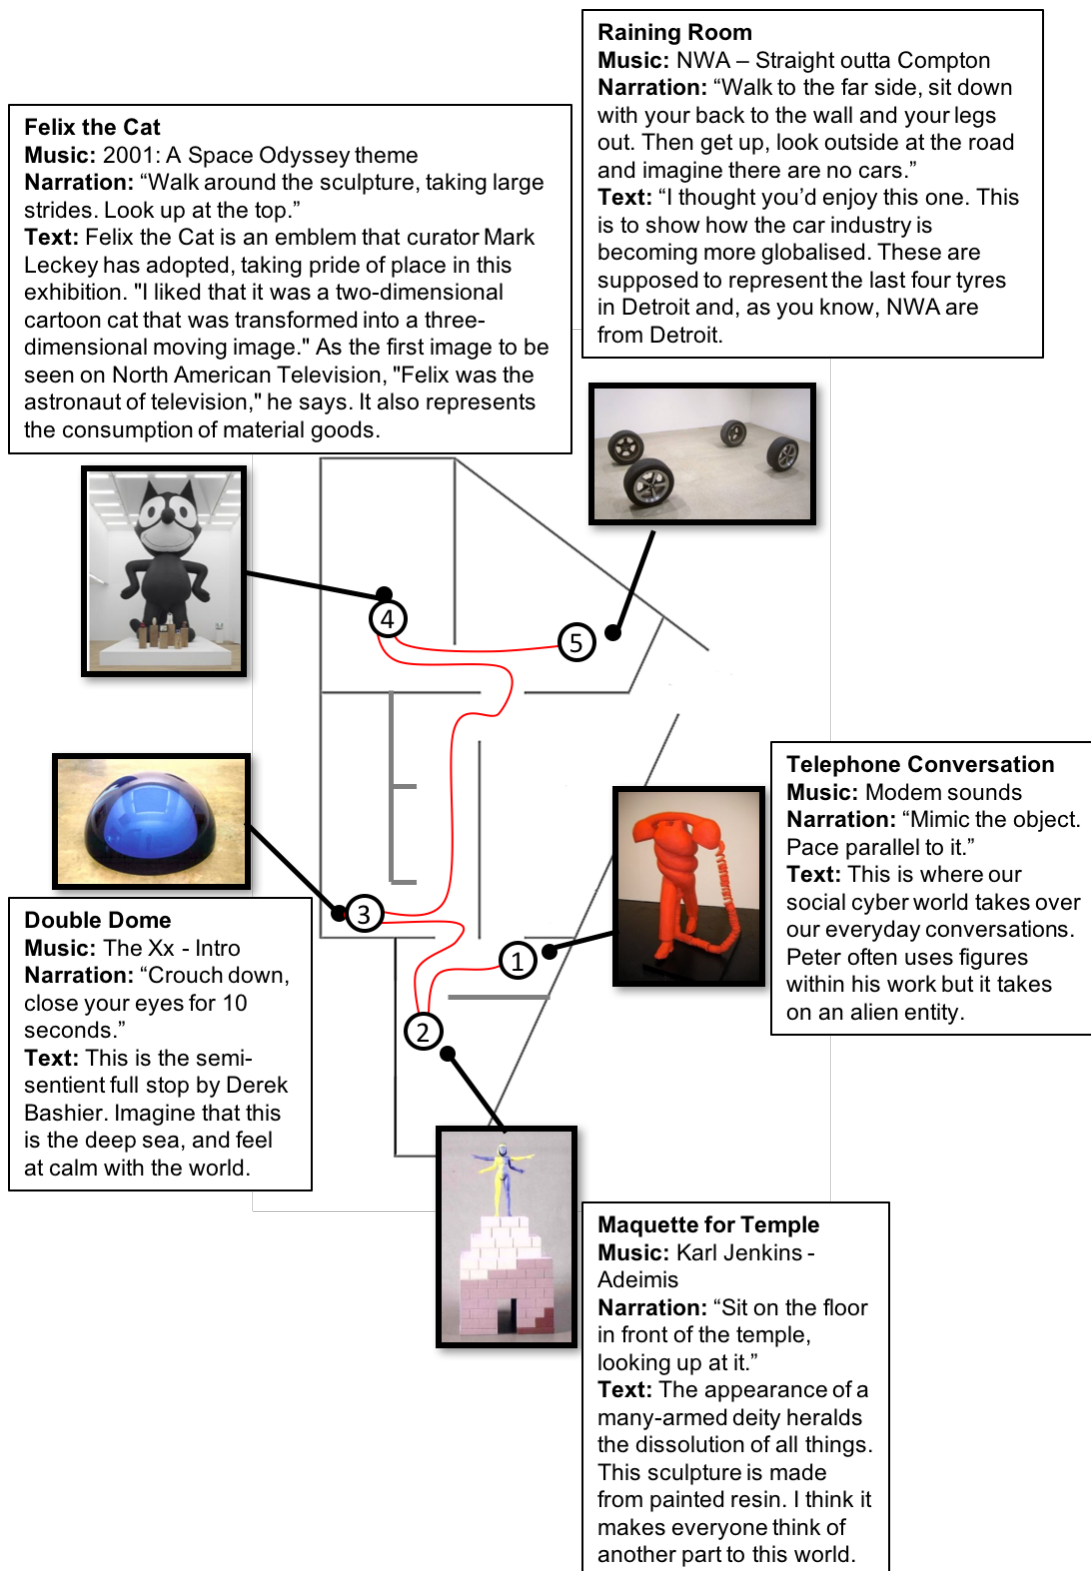 Raining Room
Music: NWA – Straight outta Compton
Narration: “Walk to the far side, sit down
with your back to the wall and your legs
out. Then get up, look outside at the road
and imagine there are no cars.”
Text: “I thought you’d enjoy this one. This
is to show how the car industry is
becoming more globalised. These are
supposed to represent the last four tyres
in Detroit and, as you know, NWA are
from Detroit.
Felix the Cat
Music: 2001: A Space Odyssey theme
Narration: “Walk around the sculpture, taking large
strides. Look up at the top.”
Text: Felix the Cat is an emblem that curator Mark
Leckey has adopted, taking pride of place in this
exhibition. "I liked that it was a two-dimensional
cartoon cat that was transformed into a three-
dimensional moving image." As the first image to be
seen on North American Television, "Felix was the
astronaut of television," he says. It also represents
the consumption of material goods.
4
5
Telephone Conversation
Music: Modem sounds
Narration: “Mimic the object.
Pace parallel to it.”
Text: This is where our
social cyber world takes over
our everyday conversations.
Peter often uses figures
within his work but it takes
on an alien entity.
3
1
2
Double Dome
Music: The Xx - Intro
Narration: “Crouch down,
close your eyes for 10
seconds.”
Text: This is the semi-
sentient full stop by Derek
Bashier. Imagine that this
is the deep sea, and feel
at calm with the world.
Maquette for Temple
Music: Karl Jenkins -
Adeimis
Narration: “Sit on the floor
in front of the temple,
looking up at it.”
Text: The appearance of a
many-armed deity heralds
the dissolution of all things.
This sculpture is made
from painted resin. I think it
makes everyone think of
another part to this world.